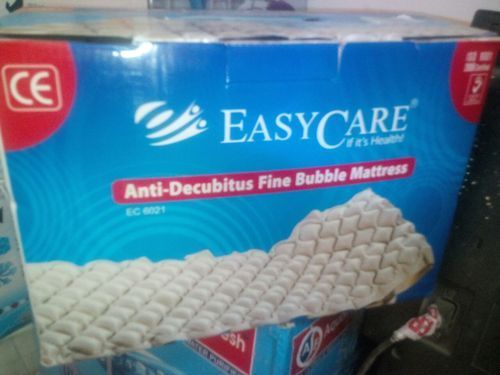 CE
EASYCARE®
If it's Health!
Anti-Decubitus Fine Bubble Mattress
EC 6021